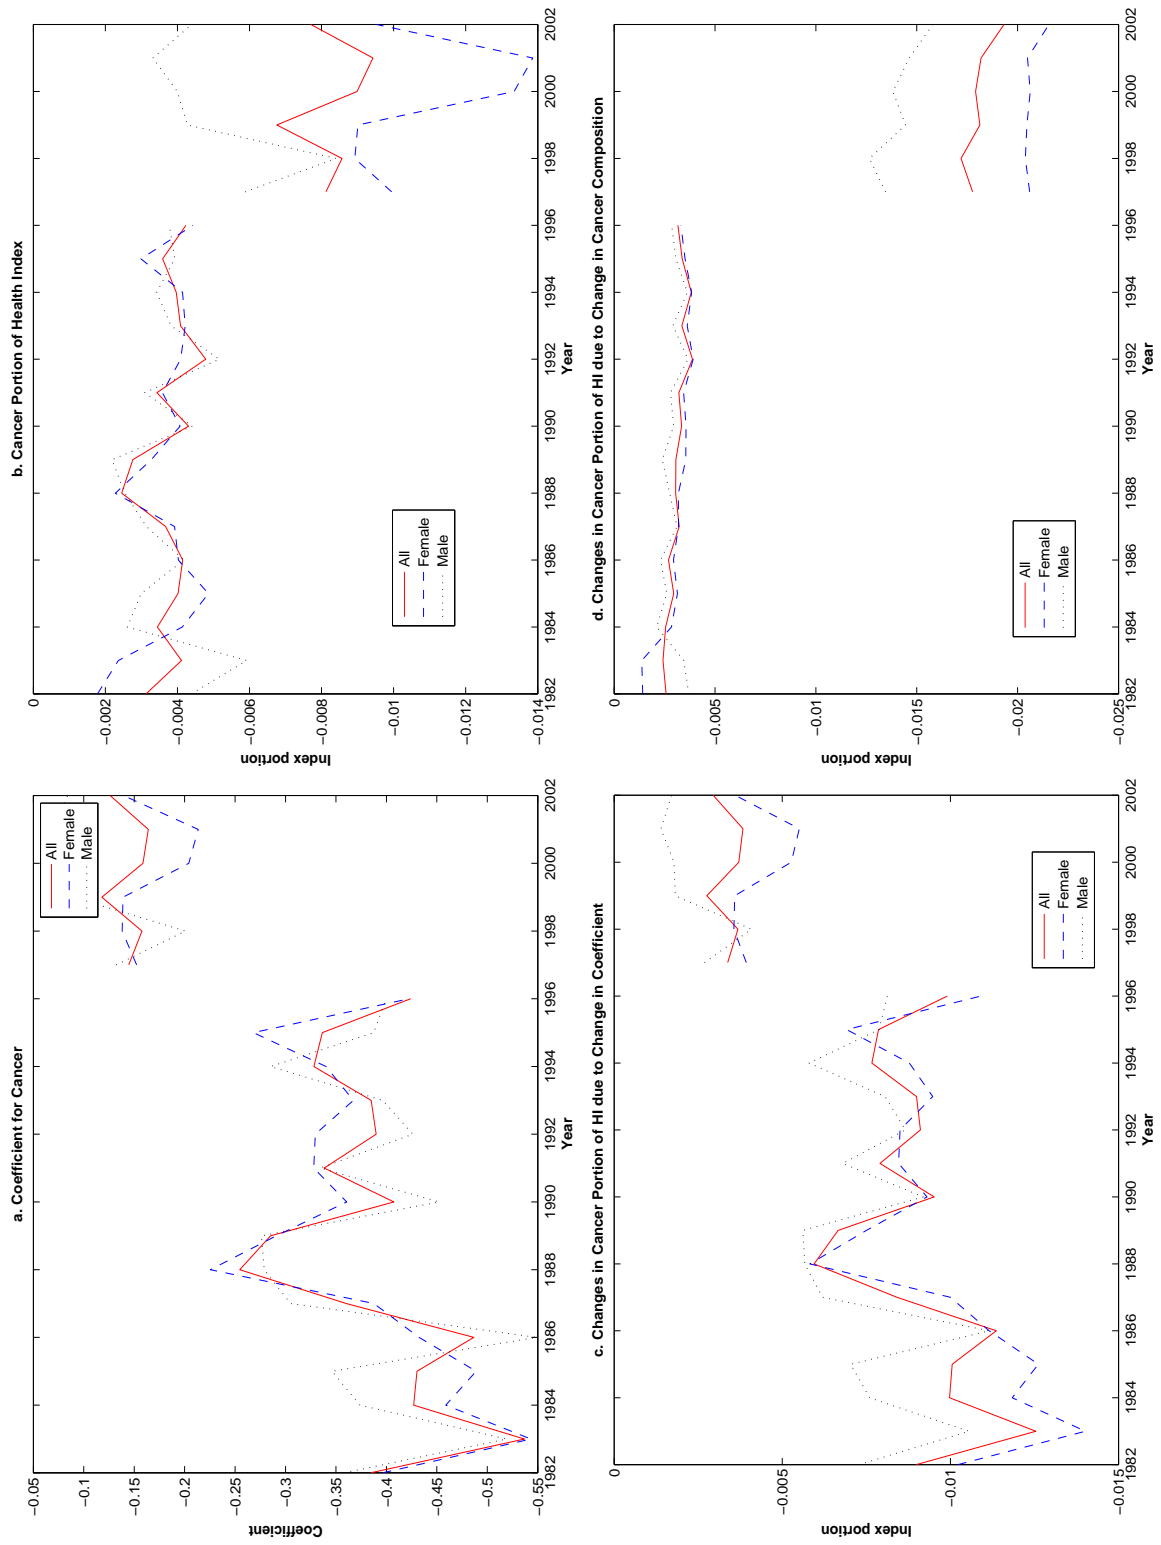 a. Coefficient for Cancer
−0.05
−0.1
−0.15
−0.2
−0.25
−0.3
−0.35
−0.4
−0.45
−0.5
−0.55
Coefficient
All
Female
Male
1982 1984 1986 1988 1990 1992 1994 1996 1998 2000 2002
Year
b. Cancer Portion of Health Index
0
−0.002
−0.004
−0.006
−0.008
−0.01
−0.012
−0.014
Index portion
All
Female
Male
1982 1984 1986 1988 1990 1992 1994 1996 1998 2000 2002
Year
c. Changes in Cancer Portion of HI due to Change in Coefficient
0
−0.005
−0.01
−0.015
Index portion
All
Female
Male
1982 1984 1986 1988 1990 1992 1994 1996 1998 2000 2002
Year
d. Changes in Cancer Portion of HI due to Change in Cancer Composition
0
−0.005
−0.01
−0.015
−0.02
−0.025
Index portion
All
Female
Male
1982 1984 1986 1988 1990 1992 1994 1996 1998 2000 2002
Year